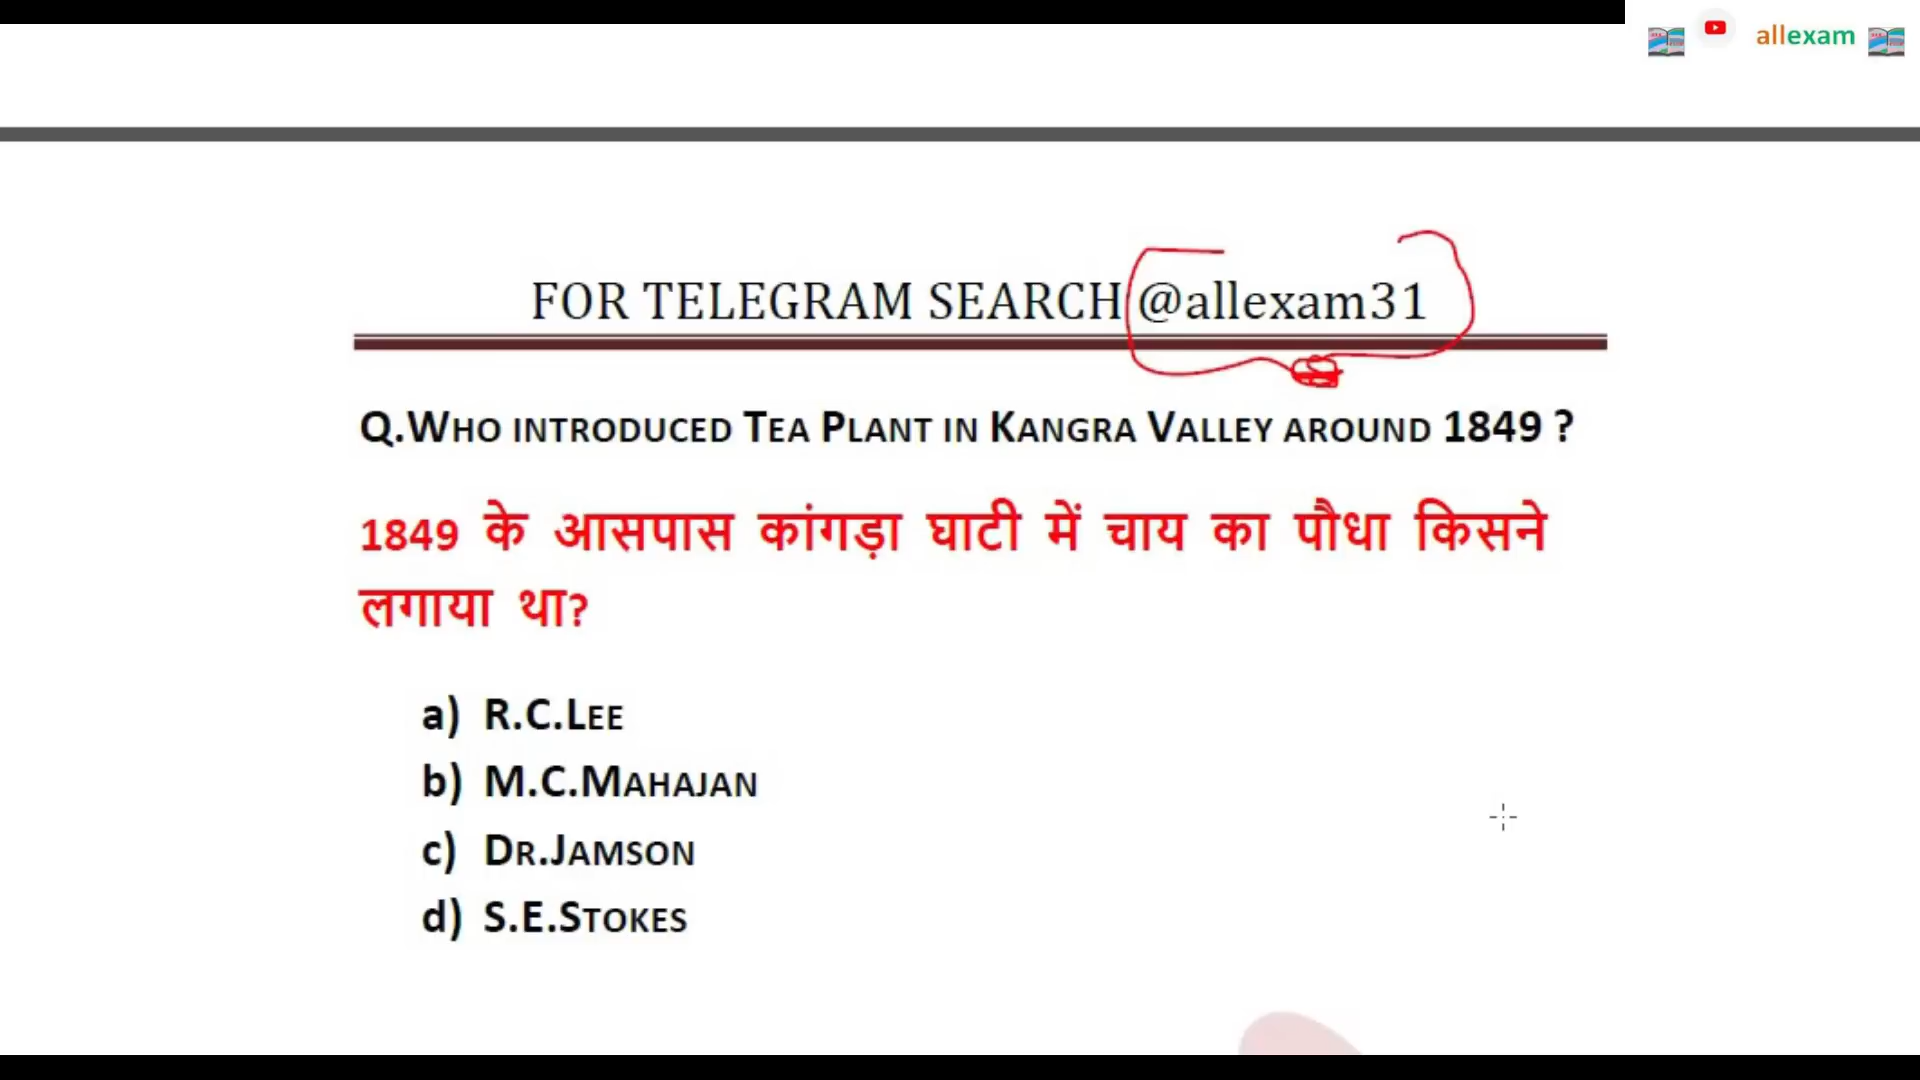 allexam
FOR TELEGRAM SEARCH @allexam31
Q.WHO INTRODUCED TEA PLANT IN KANGRA VALLEY AROUND 1849 ?
1849 के आसपास कांगड़ा घाटी में चाय का पौधा किसने
लगाया था?
a) R.C.LEE
b) M.C.MAHAJAN
c) DR.JAMSON
d) S.E.STOKES